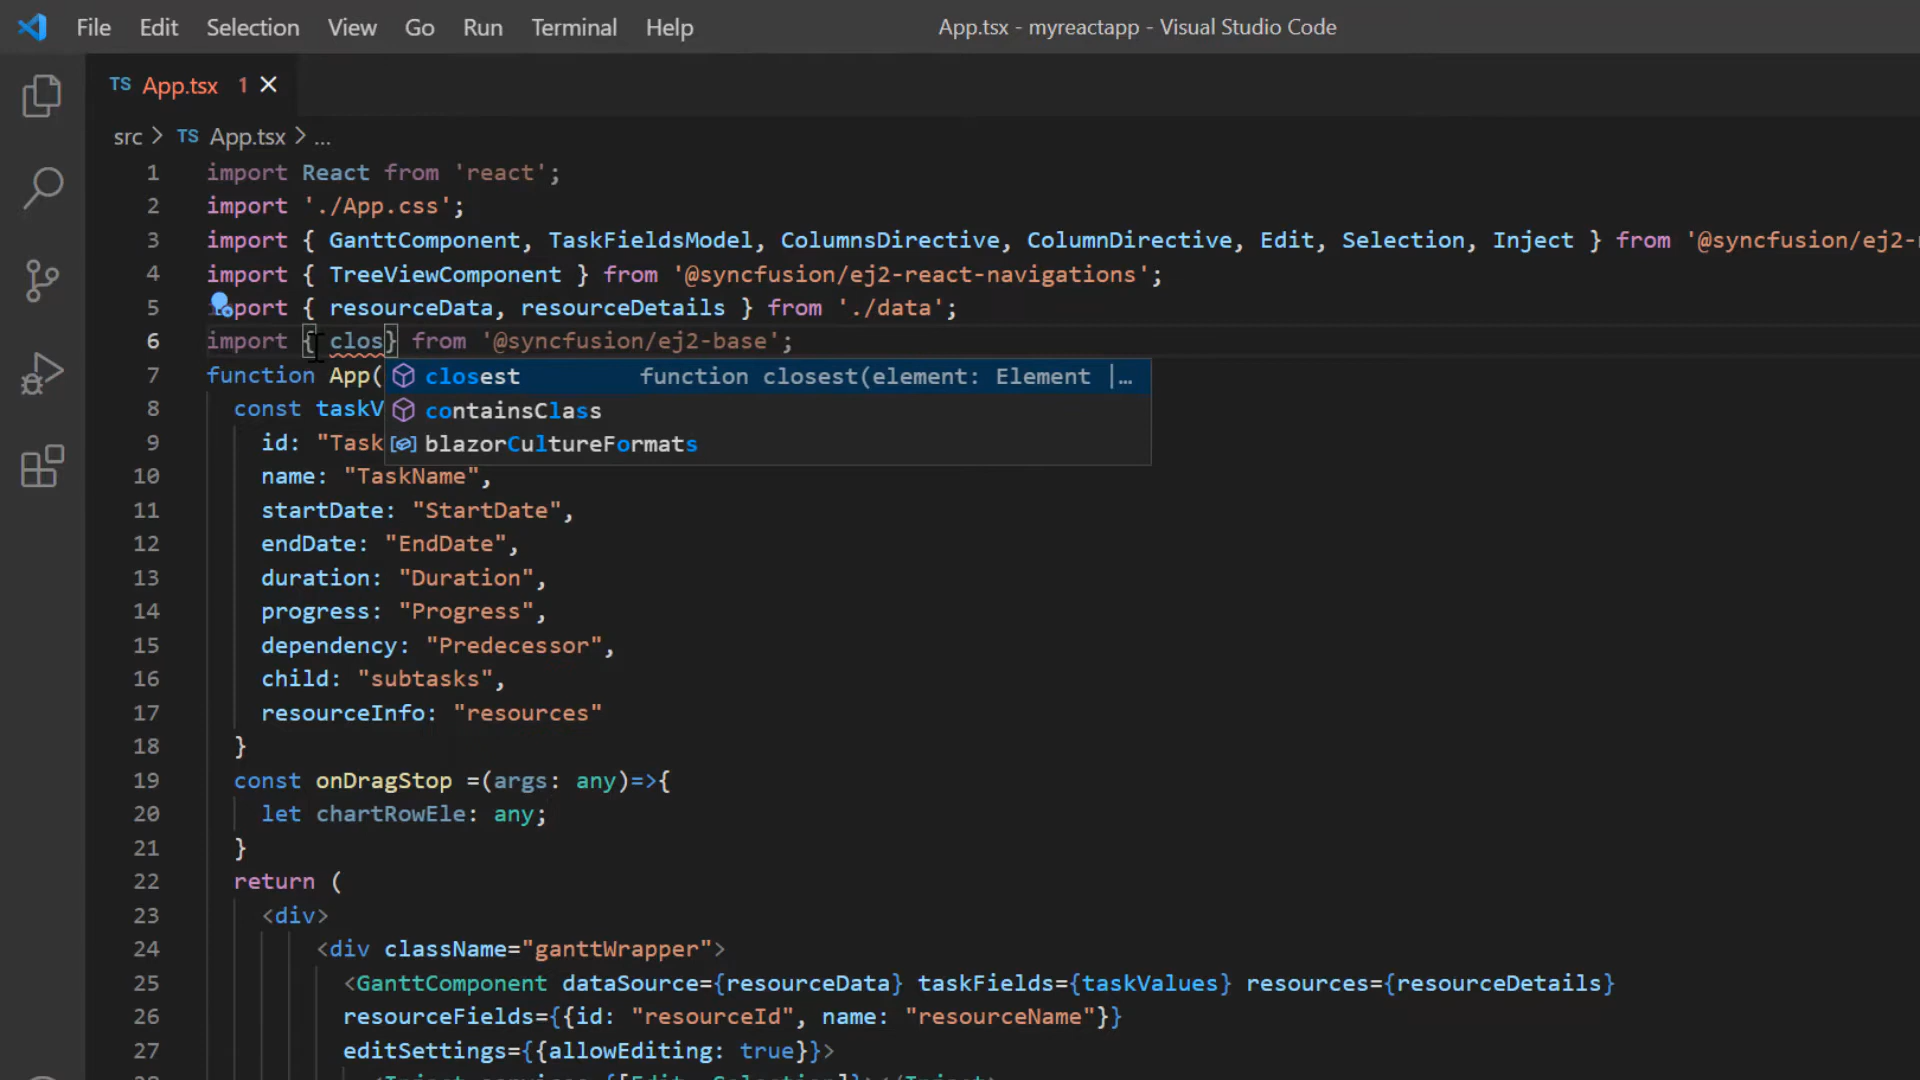 File Edit Selection View Go Run Terminal Help App.tsx - myreactapp - Visual Studio Code
TS App.tsx 1
src > TS App.tsx > ...
1 import React from 'react';
2 import './App.css';
3 import { GanttComponent, TaskFieldsModel, ColumnsDirective, ColumnDirective, Edit, Selection, Inject } from '@syncfusion/ej2-
4 import { TreeViewComponent } from '@syncfusion/ej2-react-navigations';
5 import { resourceData, resourceDetails } from './data';
6 import { clos} from '@syncfusion/ej2-base';
7 function App(
closest function closest(element: Element |…
8 const taskV
containsClass
9 id: "Task
blazorCultureFormats
10 name: "TaskName",
11 startDate: "StartDate",
12 endDate: "EndDate",
13 duration: "Duration",
14 progress: "Progress",
15 dependency: "Predecessor",
16 child: "subtasks",
17 resourceInfo: "resources"
18 }
19 const onDragStop =(args: any)=>{
20 let chartRowEle: any;
21 }
22 return (
23 <div>
24 <div className="ganttWrapper">
25 <GanttComponent dataSource={resourceData} taskFields={taskValues} resources={resourceDetails}
26 resourceFields={{id: "resourceId", name: "resourceName"}}
27 editSettings={{allowEditing: true}}>